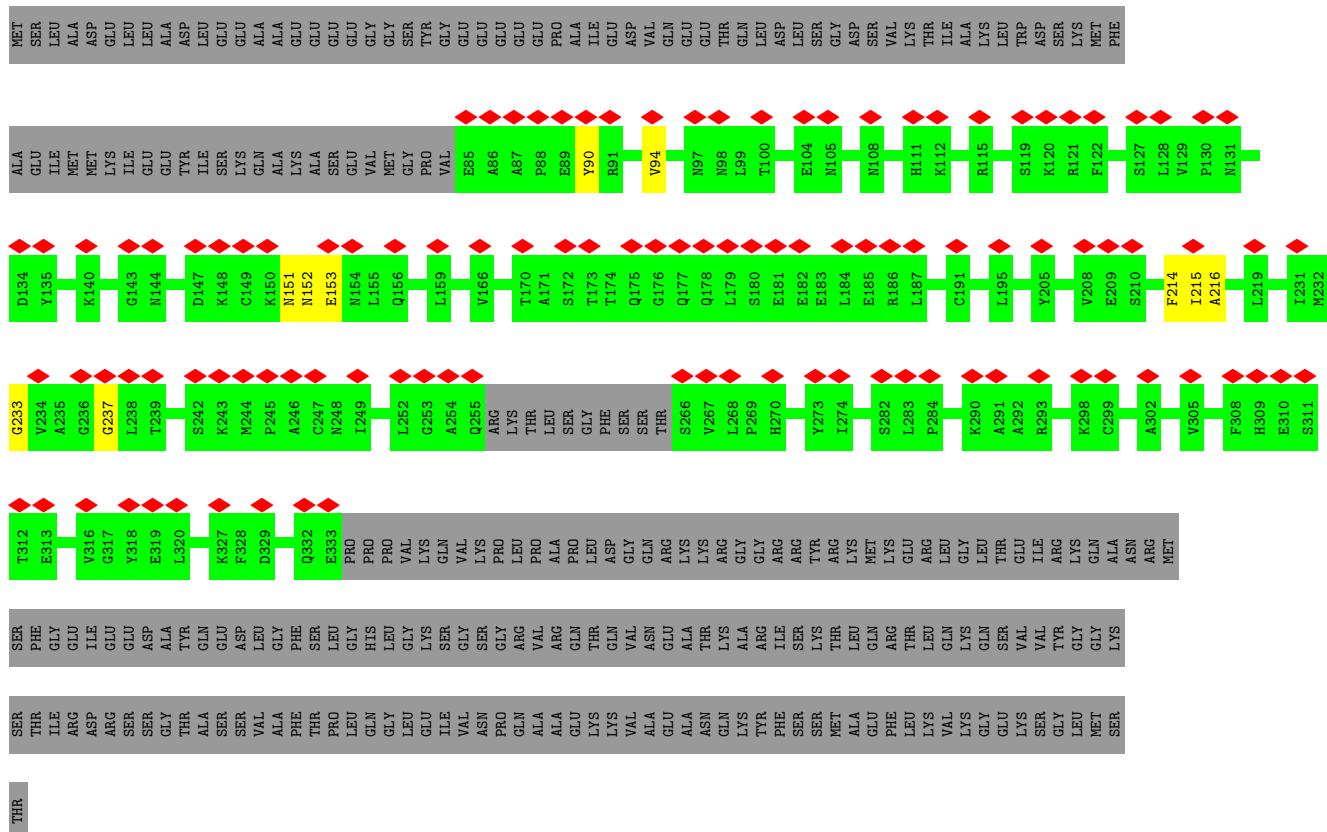 MET SER LEU ALA ASP GLU LEU LEU ALA ASP LEU GLU GLU ALA ALA GLU GLU GLU GLU GLY GLY SER TYR GLY GLU GLU GLU GLU GLU PRO ALA ILE GLU ASP VAL GLN GLU GLU THR GLN LEU ASP LEU SER GLY ASP SER VAL LYS THR ILE ALA LYS LEU TRP ASP SER LYS MET PHE
ALA GLU ILE MET MET LYS ILE GLU GLU TYR ILE SER LYS GLN ALA LYS ALA SER GLU VAL MET GLY PRO VAL E85 A86 A87 P88 E89 Y90 R91 V94 N97 N98 L99 T100 E104 N105 N108 H111 K112 R115 S119 K120 R121 F122 S127 L128 V129 P130 N131
D134 Y135 K140 G143 N144 D147 K148 C149 K150 N151 N152 E153 N154 L155 Q156 L159 V166 T170 A171 S172 T173 T174 Q175 G176 Q177 Q178 L179 S180 E181 E182 E183 L184 E185 R186 L187 C191 L195 Y205 V208 E209 S210 F214 I215 A216 L219 I231 M232
G233 V234 A235 G236 G237 L238 T239 S242 K243 M244 P245 A246 C247 N248 I249 L252 G253 A254 Q255 ARG LYS THR LEU SER GLY PHE SER SER THR S266 V267 L268 P269 H270 Y273 I274 S282 L283 P284 K290 A291 A292 R293 K298 C299 A302 V305 F308 H309 E310 S311
T312 E313 V316 G317 Y318 E319 L320 K327 F328 D329 Q332 E333 PRO PRO PRO VAL LYS GLN VAL LYS PRO LEU PRO ALA PRO LEU ASP GLY GLN ARG LYS LYS ARG GLY GLY ARG ARG TYR ARG LYS MET LYS GLU ARG LEU GLY LEU THR GLU ILE ARG LYS GLN ALA ASN ARG MET
SER PHE GLY GLU ILE GLU GLU ASP ALA TYR GLN GLU ASP LEU GLY PHE SER LEU GLY HIS LEU GLY LYS SER GLY SER GLY ARG VAL ARG GLN THR GLN VAL ASN GLU ALA THR LYS ALA ARG ILE SER LYS THR LEU GLN ARG THR LEU GLN LYS GLN SER VAL VAL TYR GLY GLY LYS
SER THR ILE ARG ASP ARG SER SER GLY THR ALA SER SER VAL ALA PHE THR PRO LEU GLN GLY LEU GLU ILE VAL ASN PRO GLN ALA ALA GLU LYS LYS VAL ALA GLU ALA ASN GLN LYS TYR PHE SER SER MET ALA GLU PHE LEU LYS VAL LYS GLY GLU LYS SER GLY LEU MET SER
THR